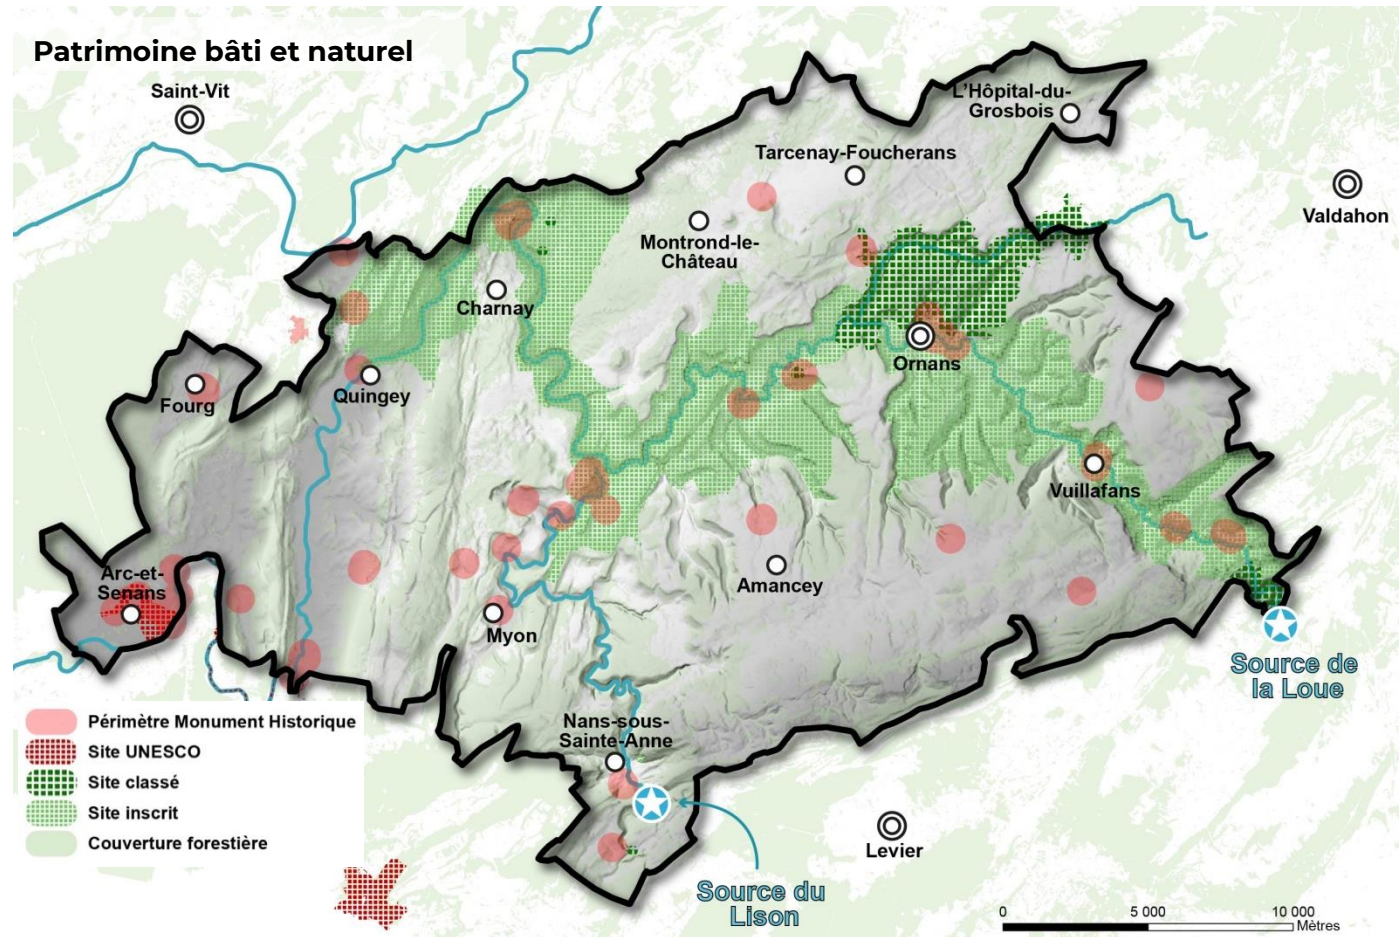 Patrimoine bâti et naturel
Saint-Vit
L'Hôpital-du-
Grosbois
Tarcenay-Foucherans
Valdahon
Montrond-le-
Château
Charnay
Ornans
Quingey
Fourg
Vuillafans
Arc-et-
Senans
Amancey
Myon
Source de
la Loue
Nans-sous-
Sainte-Anne
Périmètre Monument Historique
Site UNESCO
Site classé
Site inscrit
Couverture forestière
Levier
Source du
Lison
0 5 000 10 000
Mètres